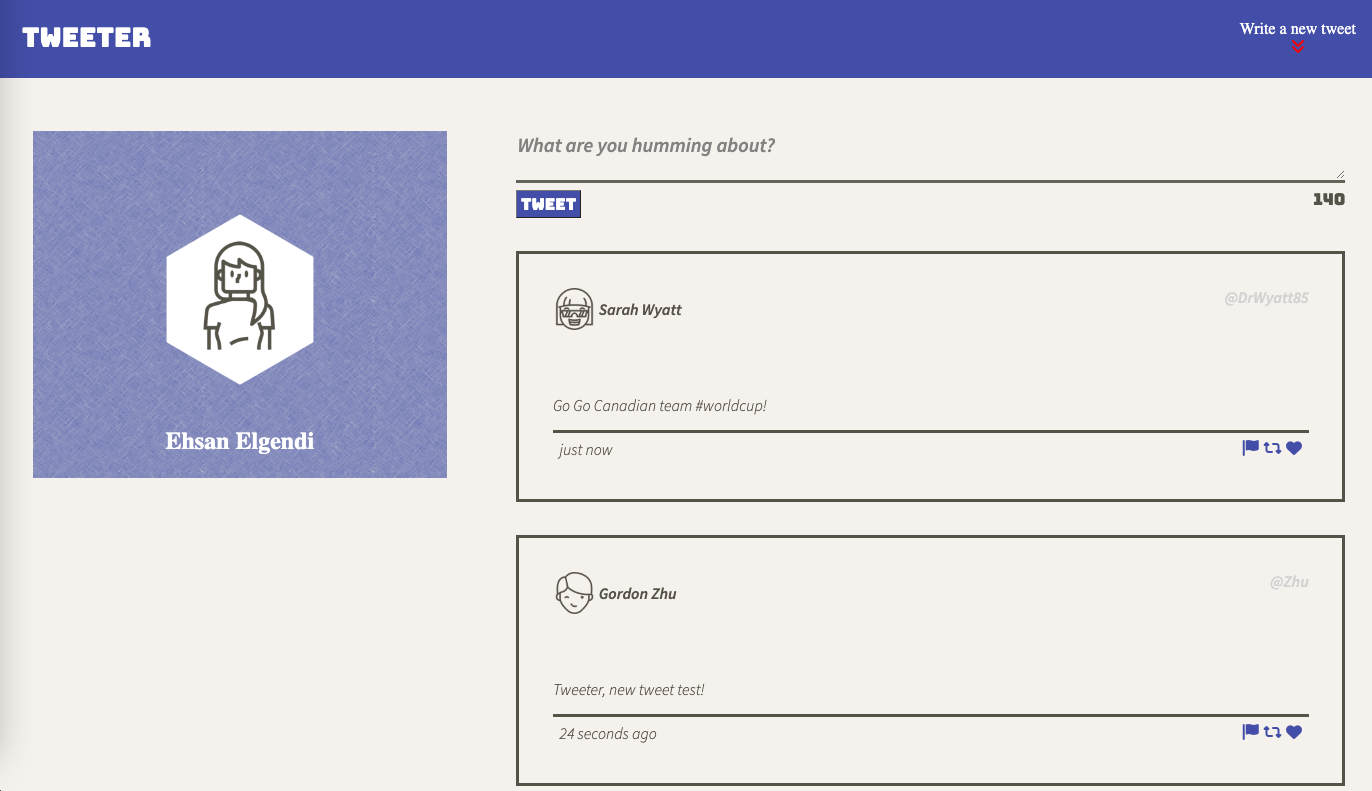 TWEETER
Write a new tweet
Ehsan Elgendi
What are you humming about?
TWEET
140
Sarah Wyatt
@DrWyatt85
Go Go Canadian team #worldcup!
just now
Gordon Zhu
@Zhu
Tweeter, new tweet test!
24 seconds ago